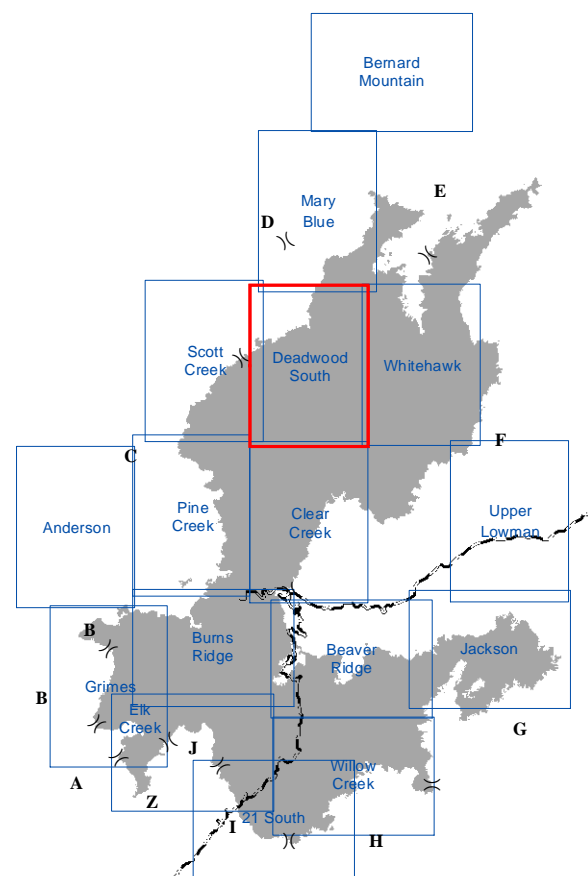 Bernard
Mountain
E
Mary
Blue
D
Scott
Creek
Deadwood
South
Whitehawk
F
C
Pine
Creek
Clear
Creek
Upper
Lowman
Anderson
B
Burns
Ridge
Beaver
Ridge
Jackson
B
Grimes
Elk
Creek
G
J
Willow
Creek
A
Z
I
21 South
H